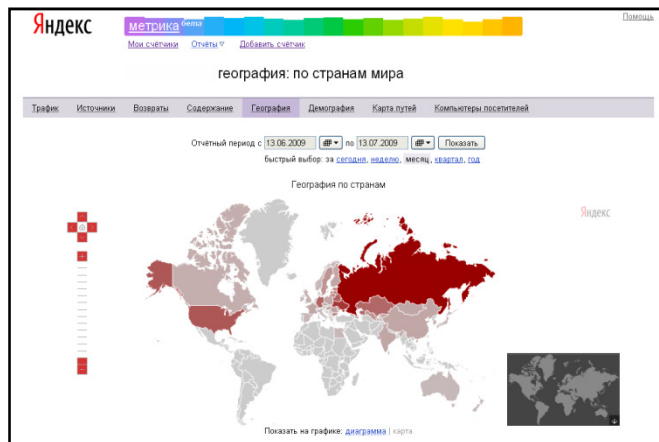 Яндекс
метрика beta
Помощь
Мои счётчики Отчёты ▽ Добавить счётчик
география: по странам мира
Трафик Источники Возвраты Содержание География Демография Карта путей Компьютеры посетителей
Отчётный период с 13.06.2009 по 13.07.2009 Показать
быстрый выбор: за сегодня, неделю, месяц, квартал, год
География по странам
Яндекс
Показать на графике: диаграмма | карта